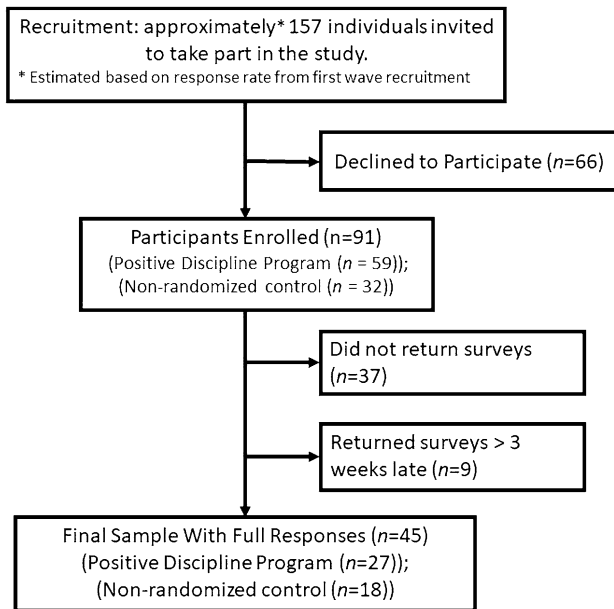 Recruitment: approximately* 157 individuals invited
to take part in the study.
* Estimated based on response rate from first wave recruitment
Declined to Participate (n=66)
Participants Enrolled (n=91)
(Positive Discipline Program (n = 59));
(Non-randomized control (n = 32))
Did not return surveys
(n=37)
Returned surveys > 3
weeks late (n=9)
Final Sample With Full Responses (n=45)
(Positive Discipline Program (n=27));
(Non-randomized control (n=18))